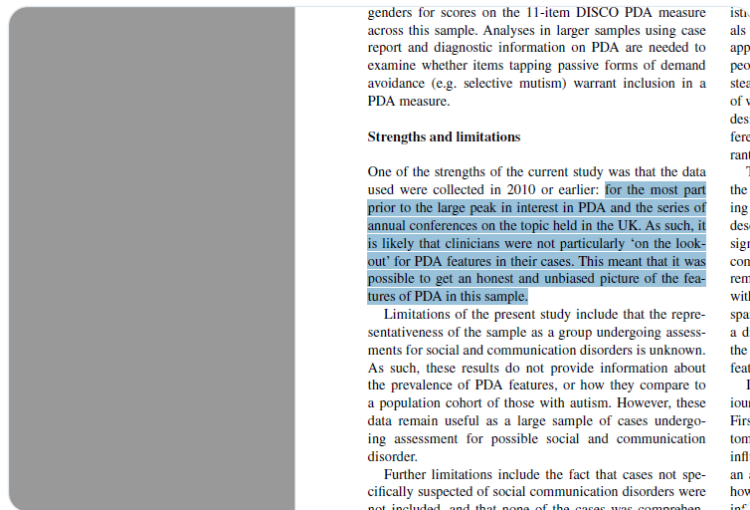 genders for scores on the 11-item DISCO PDA measure
across this sample. Analyses in larger samples using case
report and diagnostic information on PDA are needed to
examine whether items tapping passive forms of demand
avoidance (e.g. selective mutism) warrant inclusion in a
PDA measure.
Strengths and limitations
One of the strengths of the current study was that the data
used were collected in 2010 or earlier: for the most part
prior to the large peak in interest in PDA and the series of
annual conferences on the topic held in the UK. As such, it
is likely that clinicians were not particularly ‘on the look-
out’ for PDA features in their cases. This meant that it was
possible to get an honest and unbiased picture of the fea-
tures of PDA in this sample.
Limitations of the present study include that the repre-
sentativeness of the sample as a group undergoing assess-
ments for social and communication disorders is unknown.
As such, these results do not provide information about
the prevalence of PDA features, or how they compare to
a population cohort of those with autism. However, these
data remain useful as a large sample of cases undergo-
ing assessment for possible social and communication
disorder.
Further limitations include the fact that cases not spe-
cifically suspected of social communication disorders were
not included, and that none of the cases was comprehen-